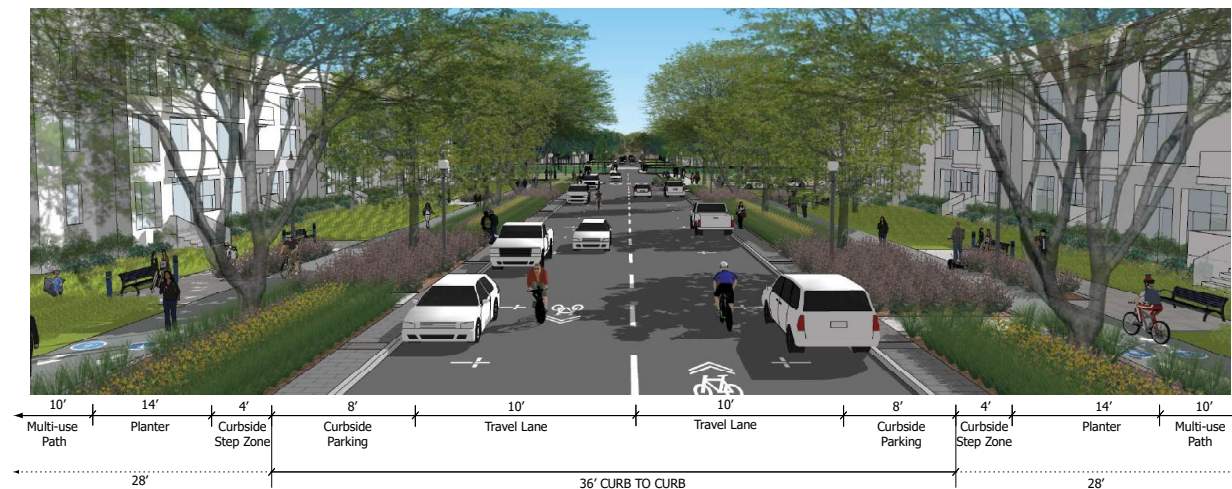 10' 14' 4' 8' 10' 10' 8' 4' 14' 10'
Multi-use Path
Planter
Curbside Step Zone
Curbside Parking
Travel Lane
Travel Lane
Curbside Parking
Curbside Step Zone
Planter
Multi-use Path
28' 36' CURB TO CURB 28'